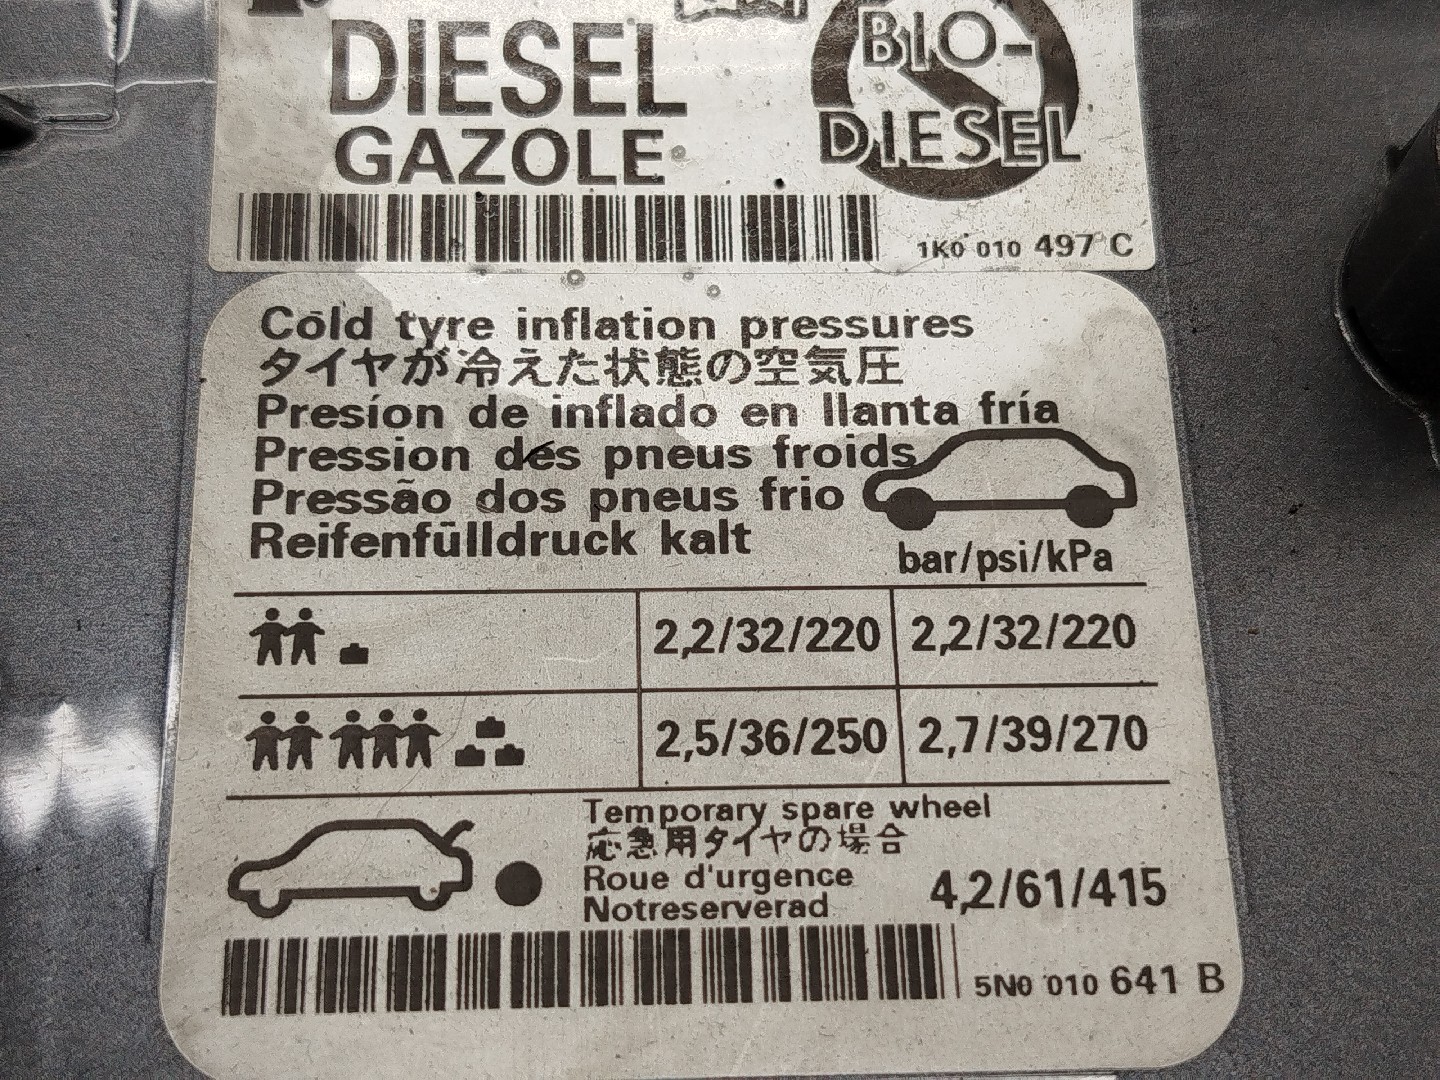 DIESEL
GAZOLE
BIO-
DIESEL
1K0 010 497 C
Cold tyre inflation pressures
タイヤが冷えた状態の空気圧
Presíon de inflado en llanta fría
Pression des pneus froids
Pressão dos pneus frio
Reifenfülldruck kalt
bar/psi/kPa
2,2/32/220 2,2/32/220
2,5/36/250 2,7/39/270
Temporary spare wheel
応急用タイヤの場合
Roue d'urgence
Notreserverad
4,2/61/415
5N0 010 641 B